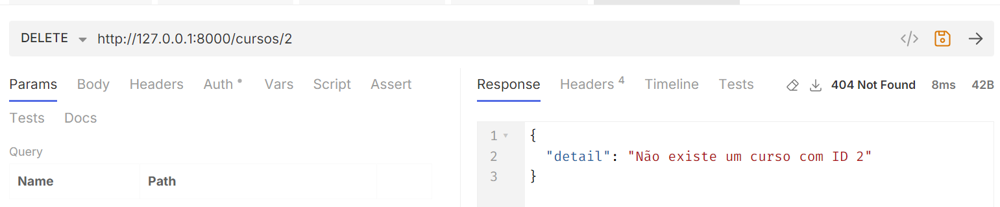 DELETE http://127.0.0.1:8000/cursos/2 </>
Params Body Headers Auth Vars Script Assert
Tests Docs
Query
Name Path
Response Headers 4 Timeline Tests 404 Not Found 8ms 42B
1 {
2 "detail": "Não existe um curso com ID 2"
3 }